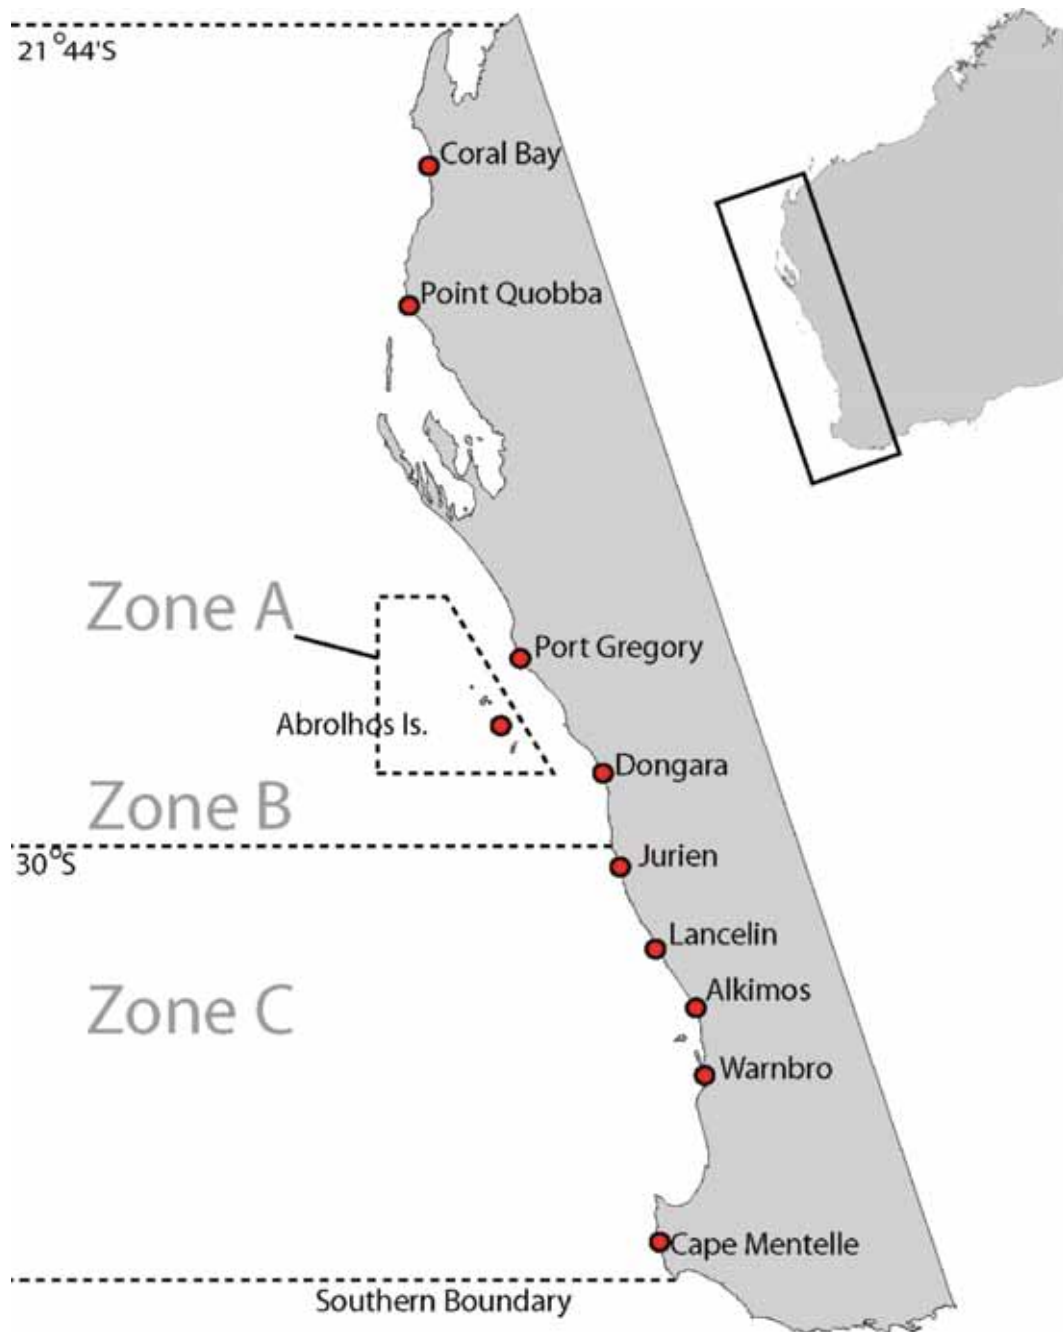 21°44'S
Coral Bay
Point Quobba
Zone A
Port Gregory
Abrolhos Is.
Dongara
Zone B
Jurien
30°S
Lancelin
Alkimos
Zone C
Warnbro
Cape Mentelle
Southern Boundary